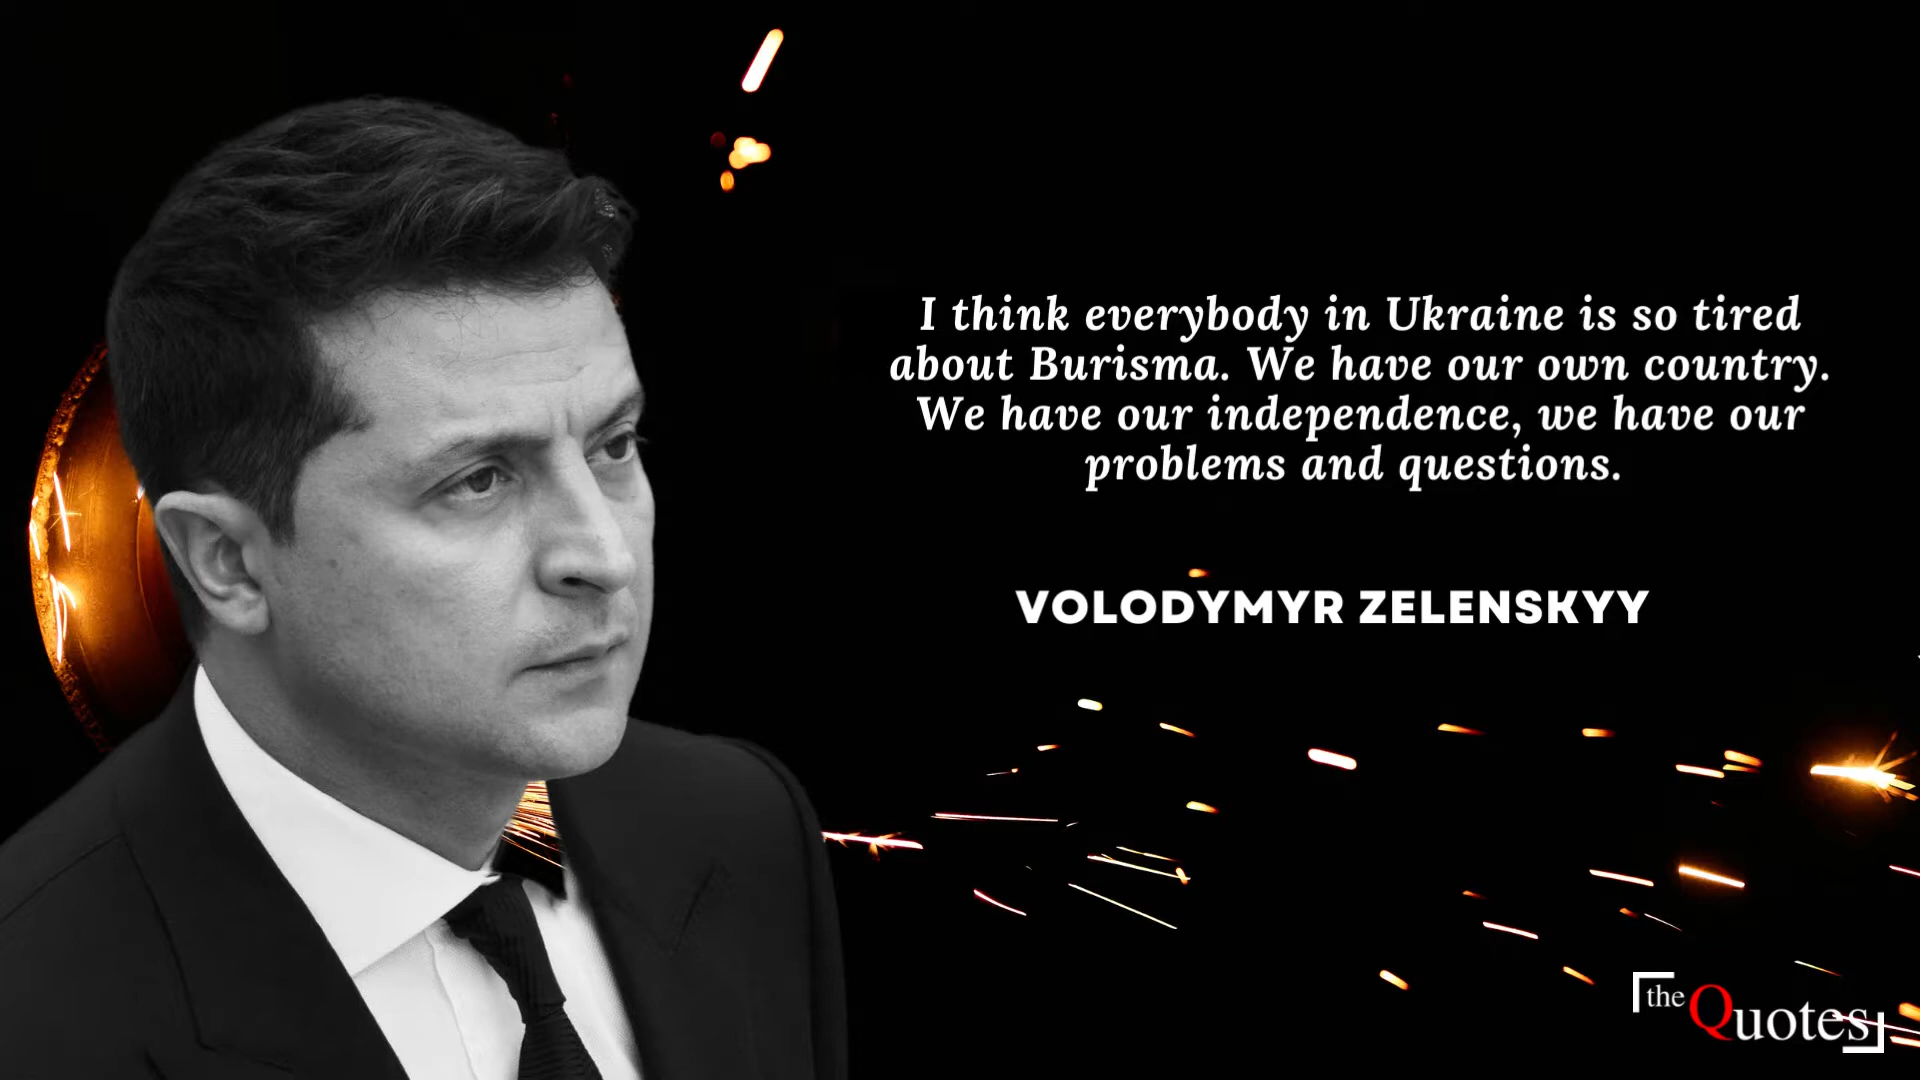 I think everybody in Ukraine is so tired
about Burisma. We have our own country.
We have our independence, we have our
problems and questions.
VOLODYMYR ZELENSKYY
the Quotes